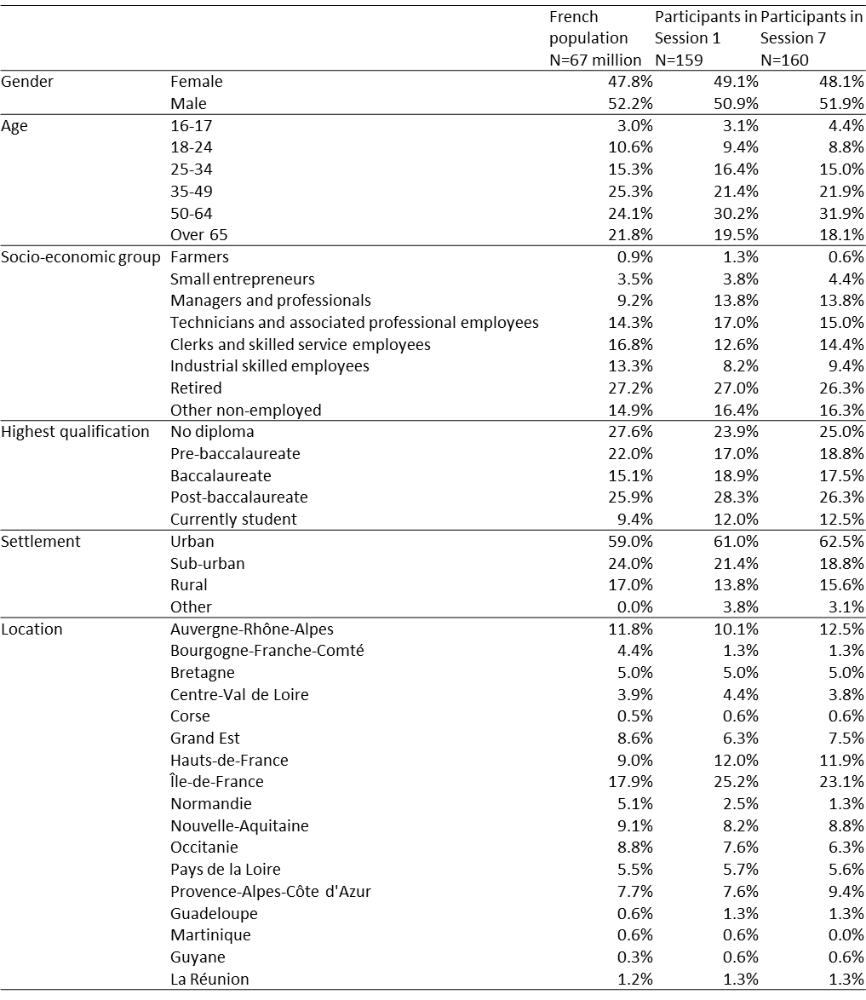 French Participants in Participants in
population Session 1 Session 7
N=67 million N=159 N=160
Gender Female 47.8% 49.1% 48.1%
Male 52.2% 50.9% 51.9%
Age 16-17 3.0% 3.1% 4.4%
18-24 10.6% 9.4% 8.8%
25-34 15.3% 16.4% 15.0%
35-49 25.3% 21.4% 21.9%
50-64 24.1% 30.2% 31.9%
Over 65 21.8% 19.5% 18.1%
Socio-economic group Farmers 0.9% 1.3% 0.6%
Small entrepreneurs 3.5% 3.8% 4.4%
Managers and professionals 9.2% 13.8% 13.8%
Technicians and associated professional employees 14.3% 17.0% 15.0%
Clerks and skilled service employees 16.8% 12.6% 14.4%
Industrial skilled employees 13.3% 8.2% 9.4%
Retired 27.2% 27.0% 26.3%
Other non-employed 14.9% 16.4% 16.3%
Highest qualification No diploma 27.6% 23.9% 25.0%
Pre-baccalaureate 22.0% 17.0% 18.8%
Baccalaureate 15.1% 18.9% 17.5%
Post-baccalaureate 25.9% 28.3% 26.3%
Currently student 9.4% 12.0% 12.5%
Settlement Urban 59.0% 61.0% 62.5%
Sub-urban 24.0% 21.4% 18.8%
Rural 17.0% 13.8% 15.6%
Other 0.0% 3.8% 3.1%
Location Auvergne-Rhône-Alpes 11.8% 10.1% 12.5%
Bourgogne-Franche-Comté 4.4% 1.3% 1.3%
Bretagne 5.0% 5.0% 5.0%
Centre-Val de Loire 3.9% 4.4% 3.8%
Corse 0.5% 0.6% 0.6%
Grand Est 8.6% 6.3% 7.5%
Hauts-de-France 9.0% 12.0% 11.9%
Île-de-France 17.9% 25.2% 23.1%
Normandie 5.1% 2.5% 1.3%
Nouvelle-Aquitaine 9.1% 8.2% 8.8%
Occitanie 8.8% 7.6% 6.3%
Pays de la Loire 5.5% 5.7% 5.6%
Provence-Alpes-Côte d'Azur 7.7% 7.6% 9.4%
Guadeloupe 0.6% 1.3% 1.3%
Martinique 0.6% 0.6% 0.0%
Guyane 0.3% 0.6% 0.6%
La Réunion 1.2% 1.3% 1.3%